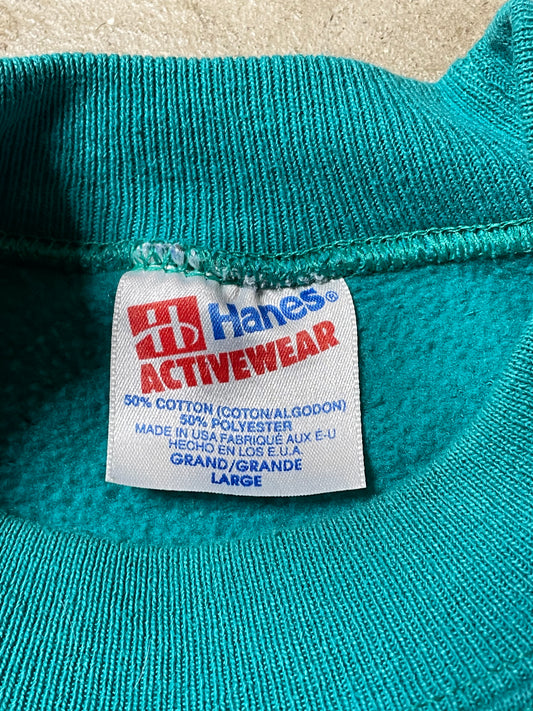 Hanes®
ACTIVEWEAR
50% COTTON (COTON/ALGODON)
50% POLYESTER
MADE IN USA FABRIQUÉ AUX É-U
HECHO EN LOS E.U.A.
GRAND/GRANDE
LARGE